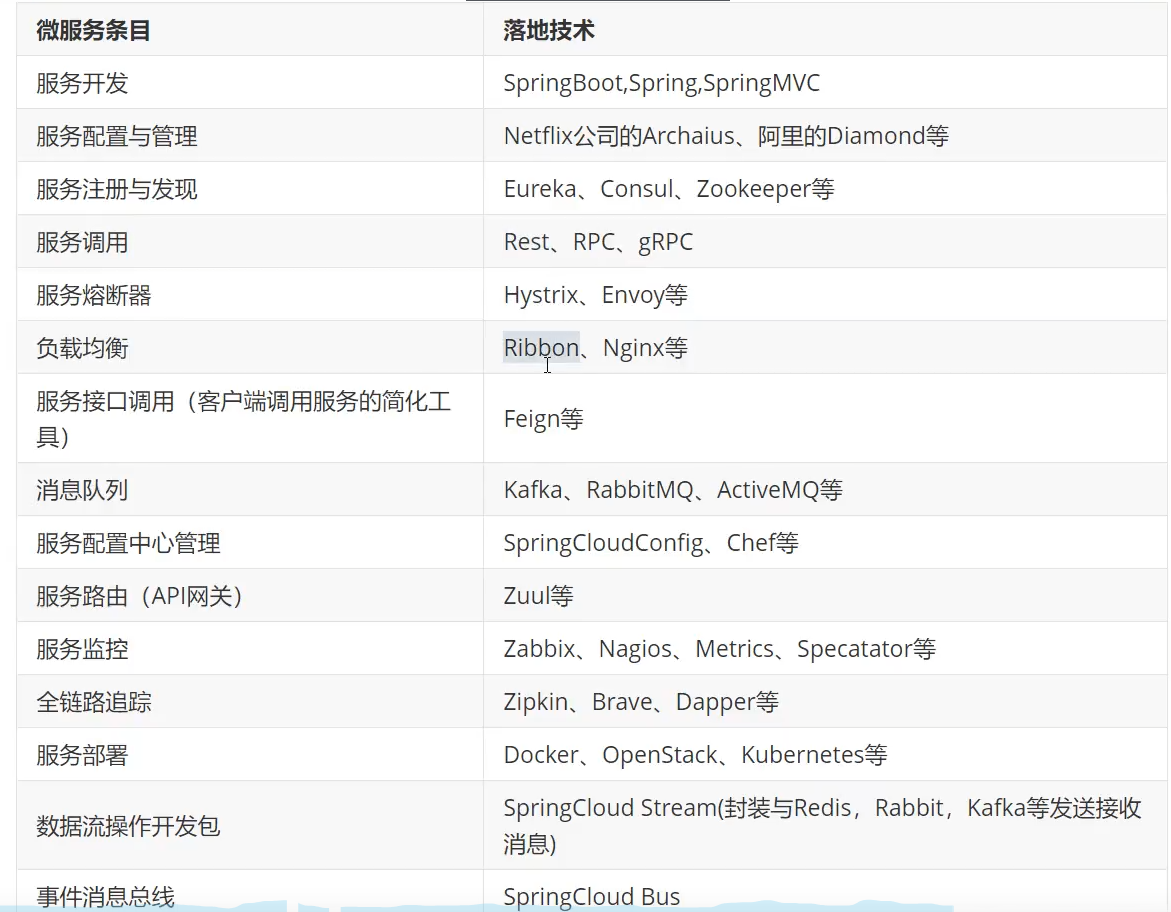 微服务条目 落地技术
服务开发 SpringBoot,Spring,SpringMVC
服务配置与管理 Netflix公司的Archaius、阿里的Diamond等
服务注册与发现 Eureka、Consul、Zookeeper等
服务调用 Rest、RPC、gRPC
服务熔断器 Hystrix、Envoy等
负载均衡 Ribbon、Nginx等
服务接口调用（客户端调用服务的简化工
具）
Feign等
消息队列 Kafka、RabbitMQ、ActiveMQ等
服务配置中心管理 SpringCloudConfig、Chef等
服务路由（API网关） Zuul等
服务监控 Zabbix、Nagios、Metrics、Specatator等
全链路追踪 Zipkin、Brave、Dapper等
服务部署 Docker、OpenStack、Kubernetes等
数据流操作开发包
SpringCloud Stream(封装与Redis，Rabbit，Kafka等发送接收
消息)
事件消息总线 SpringCloud Bus